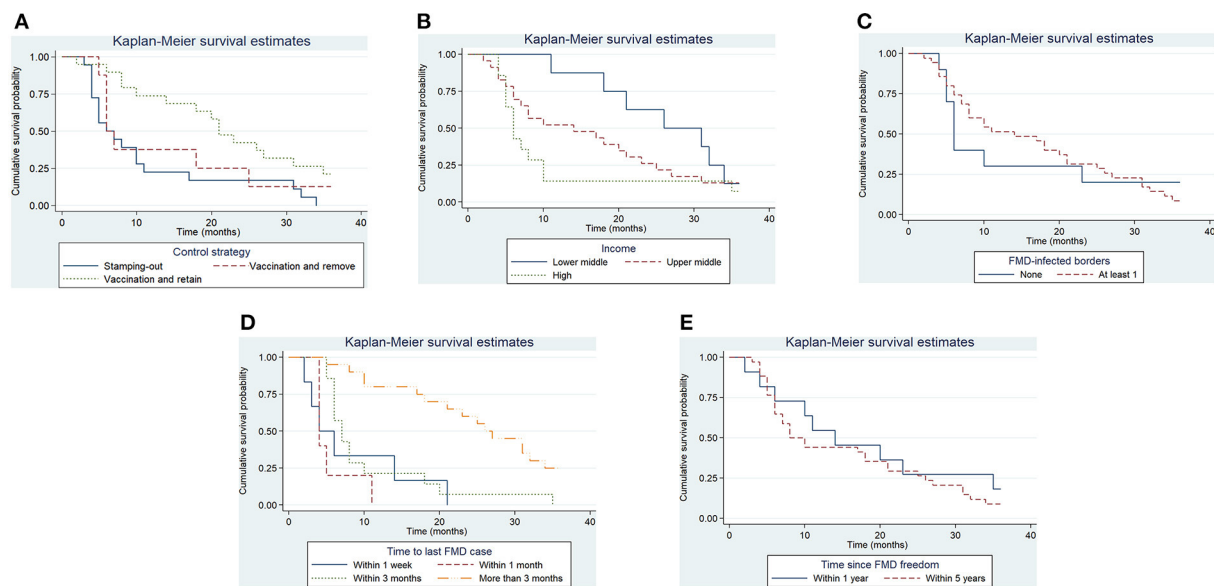 A
Kaplan-Meier survival estimates
Cumulative survival probability
1.00
0.75
0.50
0.25
0.00
0 10 20 30 40
Time (months)
Control strategy
Stamping-out Vaccination and remove
Vaccination and retain
B
Kaplan-Meier survival estimates
Cumulative survival probability
1.00
0.75
0.50
0.25
0.00
0 10 20 30 40
Time (months)
Income
Lower middle Upper middle
High
C
Kaplan-Meier survival estimates
Cumulative survival probability
1.00
0.75
0.50
0.25
0.00
0 10 20 30 40
Time (months)
FMD-infected borders
None At least 1
D
Kaplan-Meier survival estimates
Cumulative survival probability
1.00
0.75
0.50
0.25
0.00
0 10 20 30 40
Time (months)
Time to last FMD case
Within 1 week Within 1 month
Within 3 months More than 3 months
E
Kaplan-Meier survival estimates
Cumulative survival probability
1.00
0.75
0.50
0.25
0.00
0 10 20 30 40
Time (months)
Time since FMD freedom
Within 1 year Within 5 years